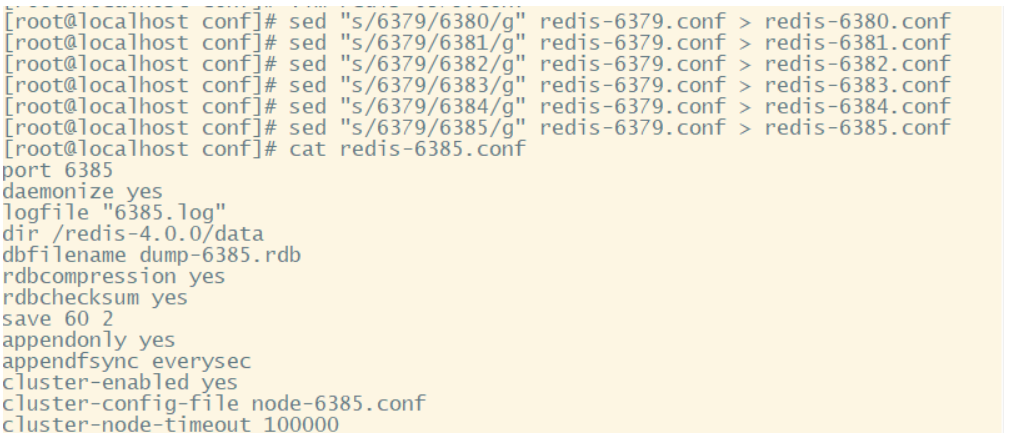 [root@localhost conf]# sed "s/6379/6380/g" redis-6379.conf > redis-6380.conf
[root@localhost conf]# sed "s/6379/6381/g" redis-6379.conf > redis-6381.conf
[root@localhost conf]# sed "s/6379/6382/g" redis-6379.conf > redis-6382.conf
[root@localhost conf]# sed "s/6379/6383/g" redis-6379.conf > redis-6383.conf
[root@localhost conf]# sed "s/6379/6384/g" redis-6379.conf > redis-6384.conf
[root@localhost conf]# sed "s/6379/6385/g" redis-6379.conf > redis-6385.conf
[root@localhost conf]# cat redis-6385.conf
port 6385
daemonize yes
logfile "6385.log"
dir /redis-4.0.0/data
dbfilename dump-6385.rdb
rdbcompression yes
rdbchecksum yes
save 60 2
appendonly yes
appendfsync everysec
cluster-enabled yes
cluster-config-file node-6385.conf
cluster-node-timeout 100000